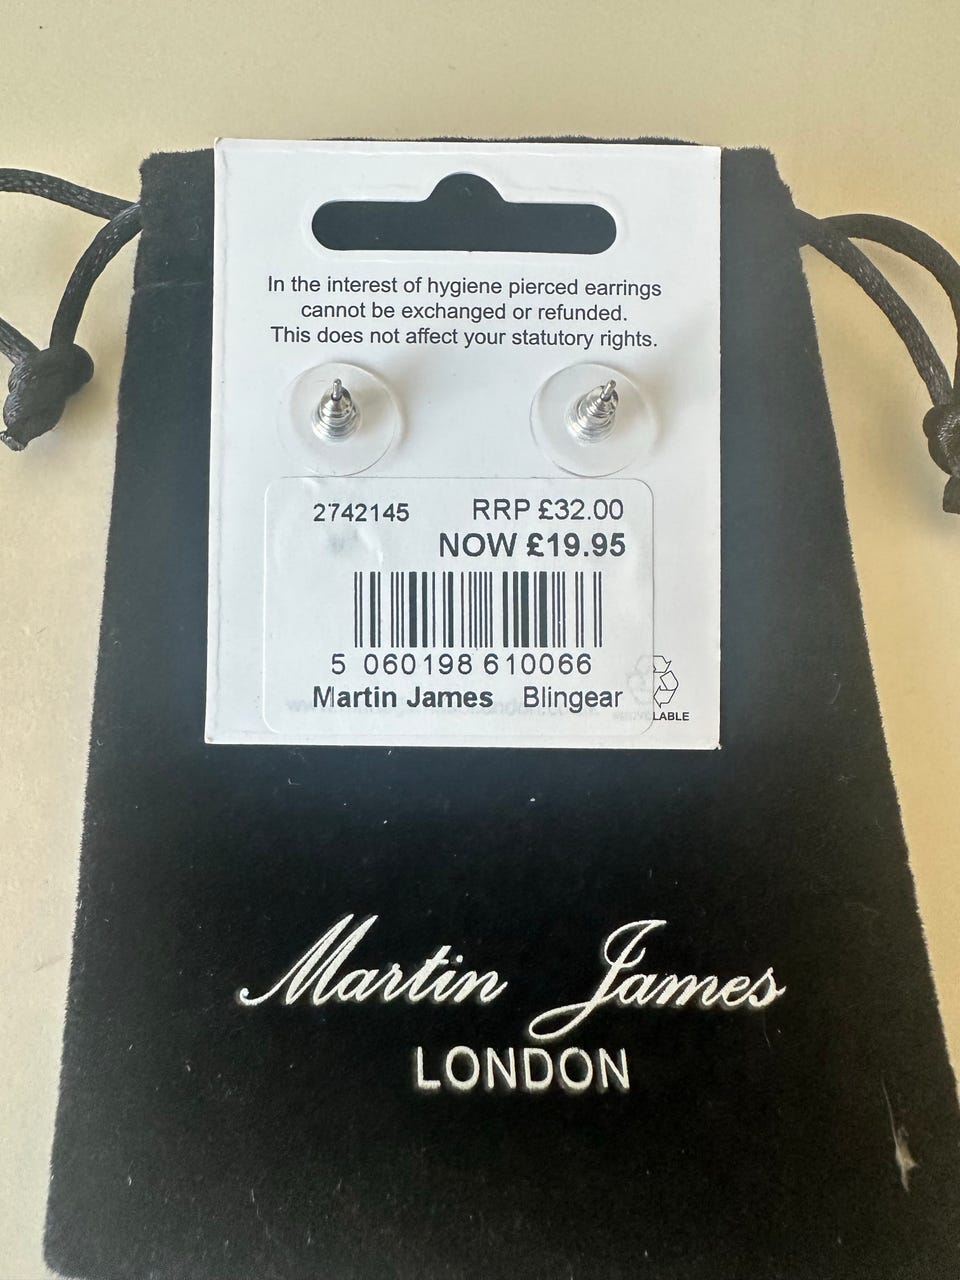 In the interest of hygiene pierced earrings
cannot be exchanged or refunded.
This does not affect your statutory rights.
2742145 RRP £32.00
NOW £19.95
5 060198 610066
Martin James Blingear
Martin James
LONDON